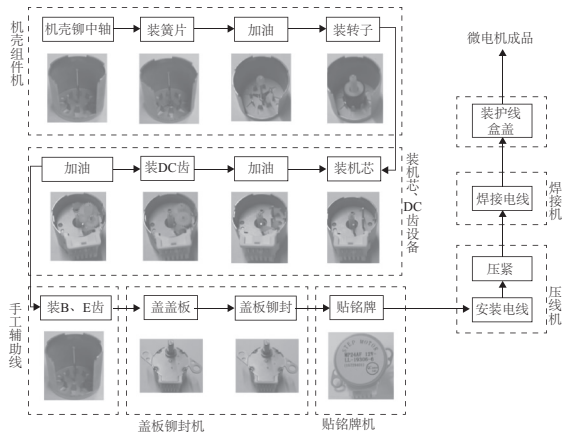 机壳组件机
机壳铆中轴
装簧片
加油
装转子
加油
装DC齿
加油
装机芯
装机芯、DC齿设备
手工辅助线
装B、E齿
盖盖板
盖板铆封
贴铭牌
盖板铆封机
贴铭牌机
微电机成品
装护线
盒盖
焊接电线
焊接机
压紧
安装电线
压线机